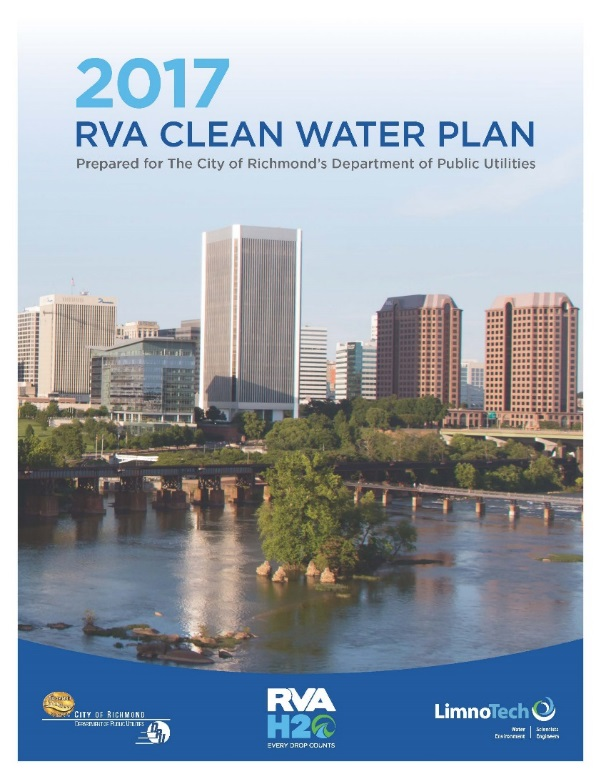 2017
RVA CLEAN WATER PLAN
Prepared for The City of Richmond's Department of Public Utilities
CITY OF RICHMOND
DEPARTMENT OF PUBLIC UTILITIES
DPU
RVA
H2O
EVERY DROP COUNTS
LimnoTech
Water | Scientists
Environment | Engineers